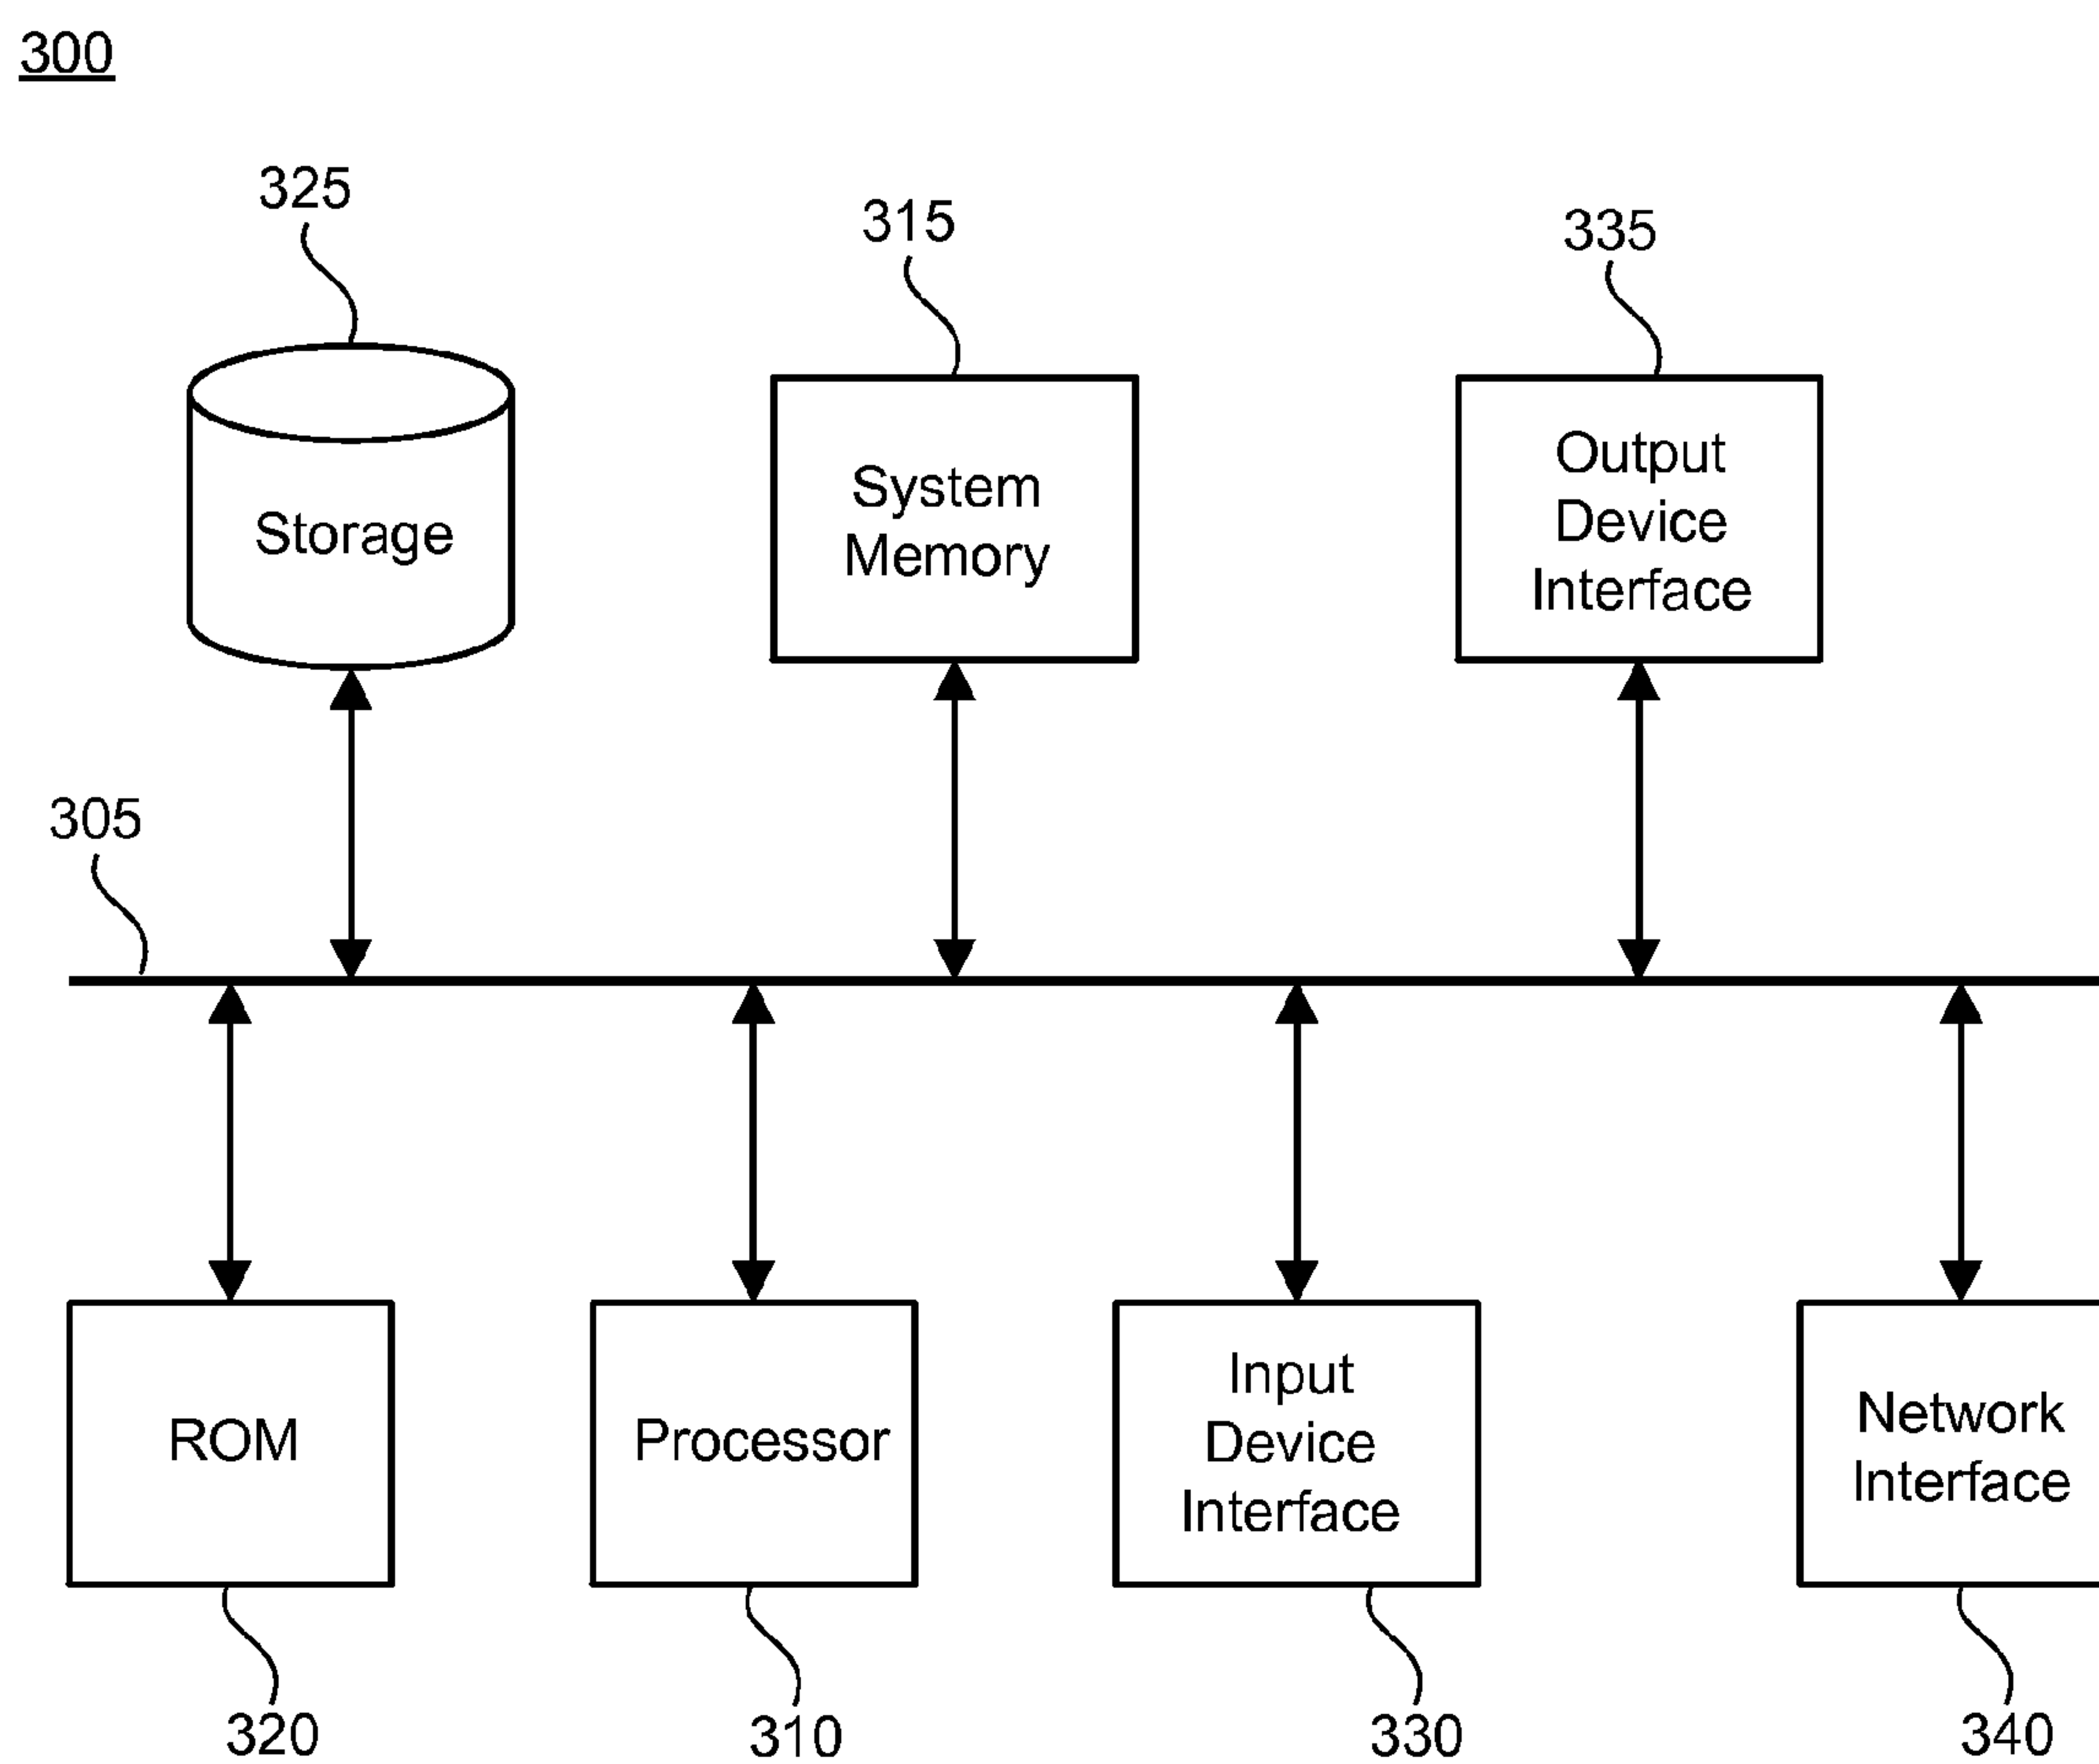 300
325
315
335
Storage
System
Memory
Output
Device
Interface
305
ROM
Processor
Input
Device
Interface
Network
Interface
320
310
330
340